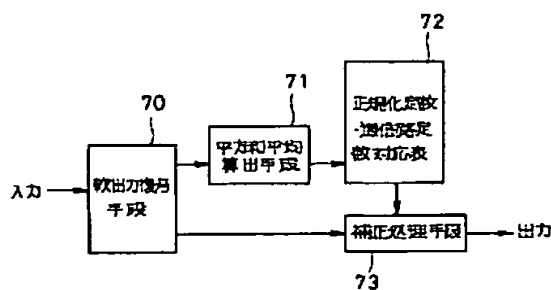 72
71
70
正規化定数
・通信路定
数対応表
平方和平均
算出手段
軟出力復号
手段
入力
補正処理手段
出力
73